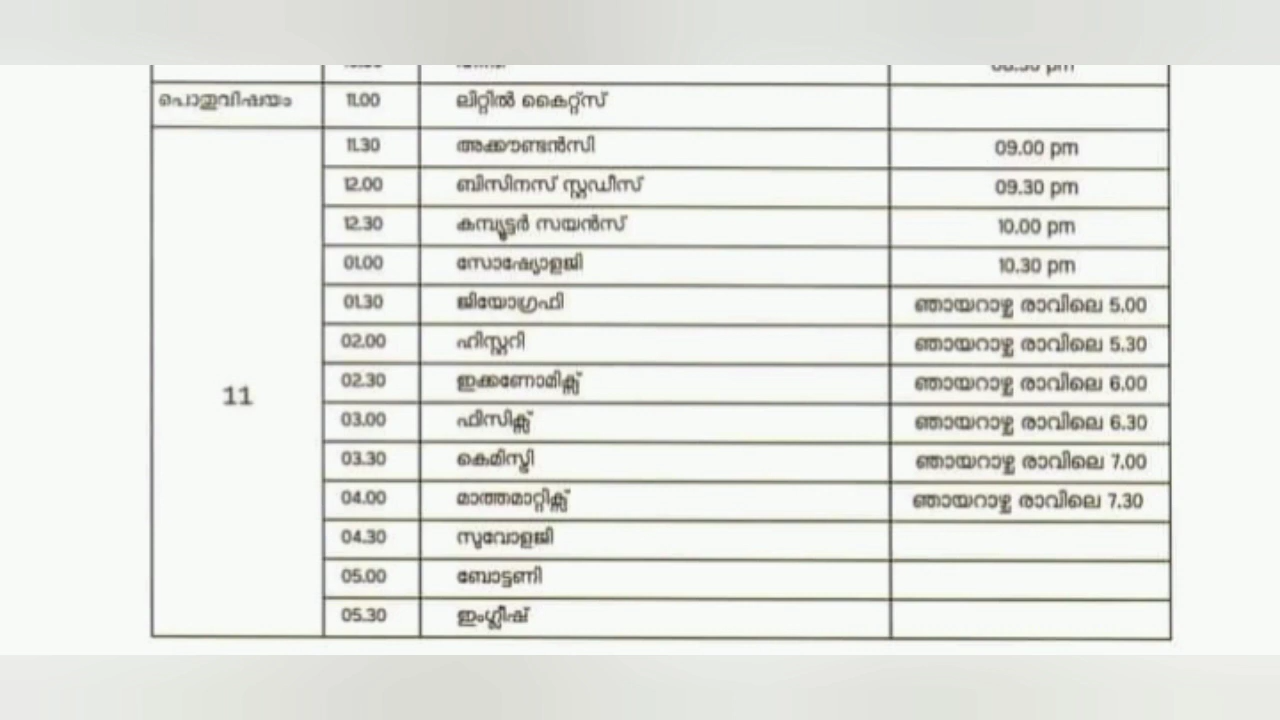 പൊതുവിഷയം 11.00 ലിറ്റിൽ കൈറ്റ്സ്
11
11.30 അക്കൗണ്ടൻസി 09.00 pm
12.00 ബിസിനസ് സ്റ്റഡീസ് 09.30 pm
12.30 കമ്പ്യൂട്ടർ സയൻസ് 10.00 pm
01.00 സോഷ്യോളജി 10.30 pm
01.30 ജിയോഗ്രഫി ഞായറാഴ്ച രാവിലെ 5.00
02.00 ഹിസ്റ്ററി ഞായറാഴ്ച രാവിലെ 5.30
02.30 ഇക്കണോമിക്സ് ഞായറാഴ്ച രാവിലെ 6.00
03.00 ഫിസിക്സ് ഞായറാഴ്ച രാവിലെ 6.30
03.30 കെമിസ്ട്രി ഞായറാഴ്ച രാവിലെ 7.00
04.00 മാത്തമാറ്റിക്സ് ഞായറാഴ്ച രാവിലെ 7.30
04.30 സുവോളജി
05.00 ബോട്ടണി
05.30 ഇംഗ്ലീഷ്